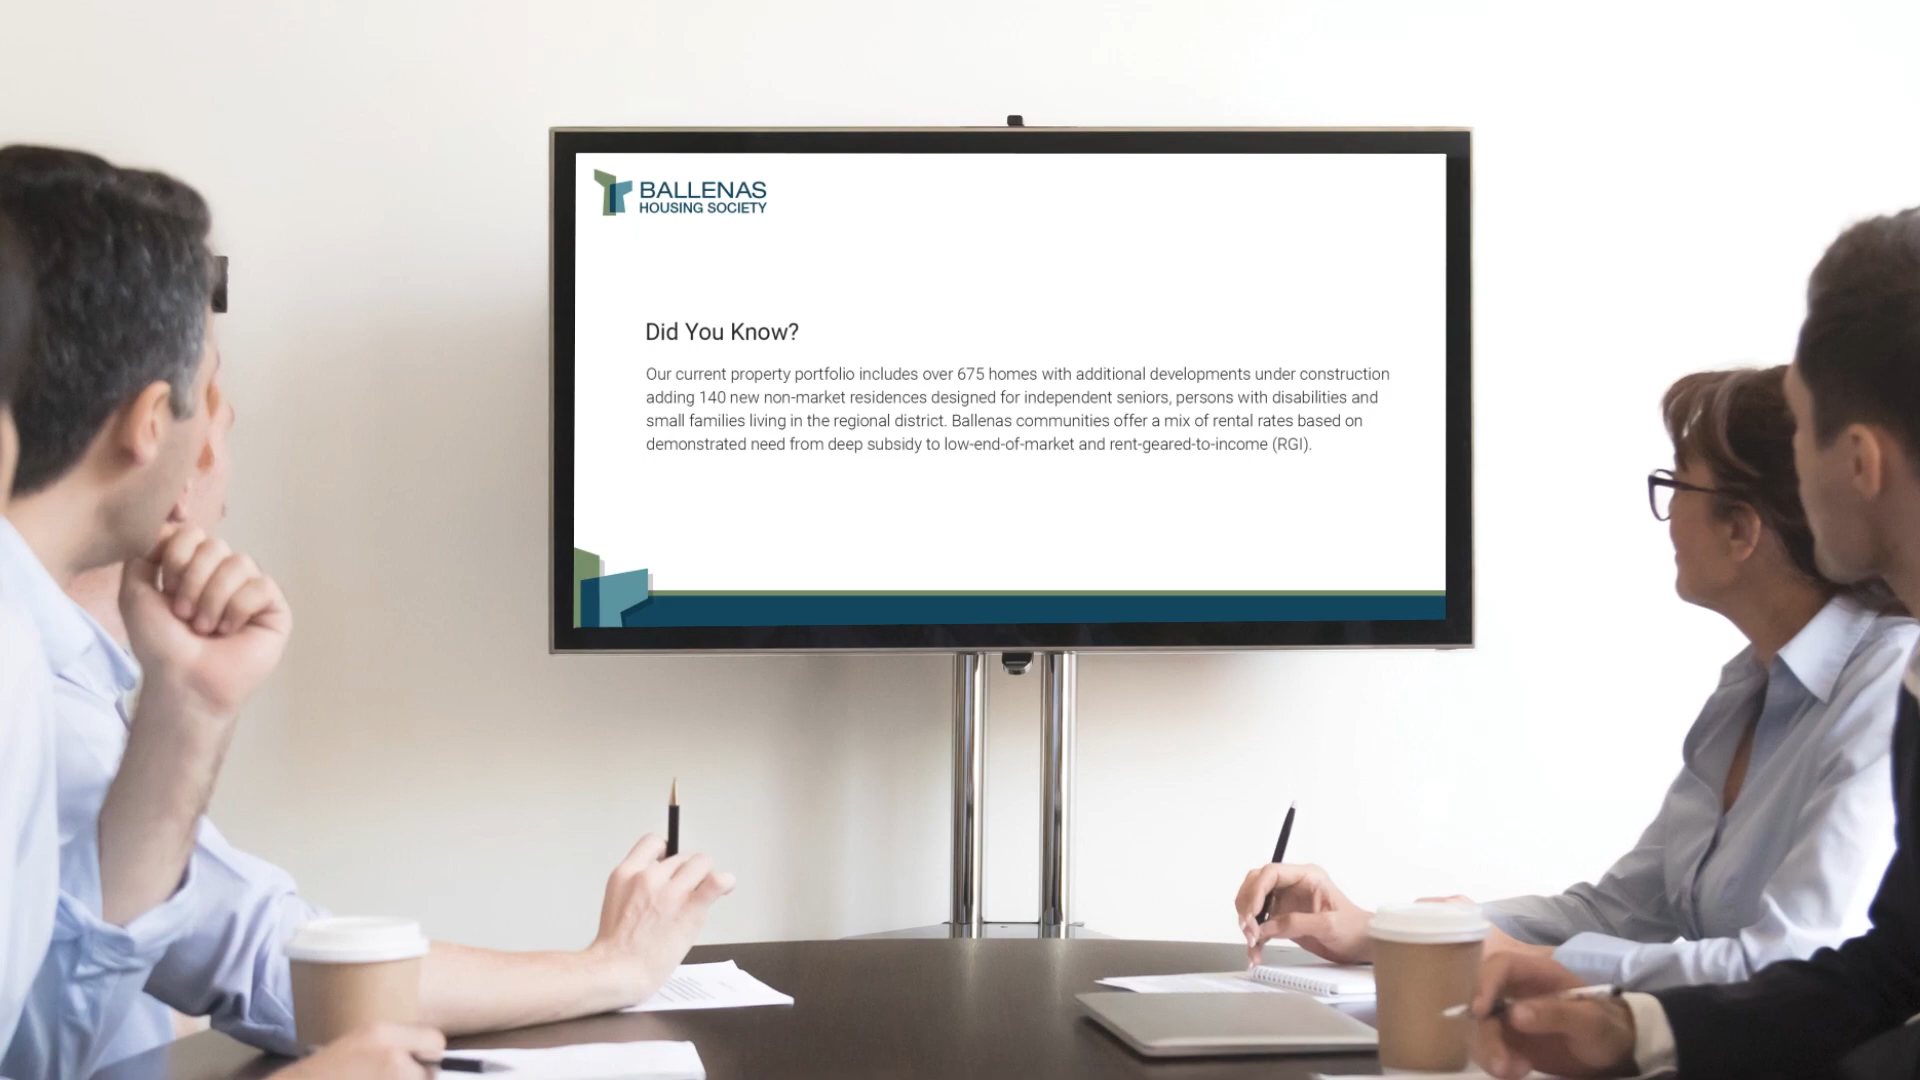 BALLENAS
HOUSING SOCIETY
Did You Know?
Our current property portfolio includes over 675 homes with additional developments under construction
adding 140 new non-market residences designed for independent seniors, persons with disabilities and
small families living in the regional district. Ballenas communities offer a mix of rental rates based on
demonstrated need from deep subsidy to low-end-of-market and rent-geared-to-income (RGI).